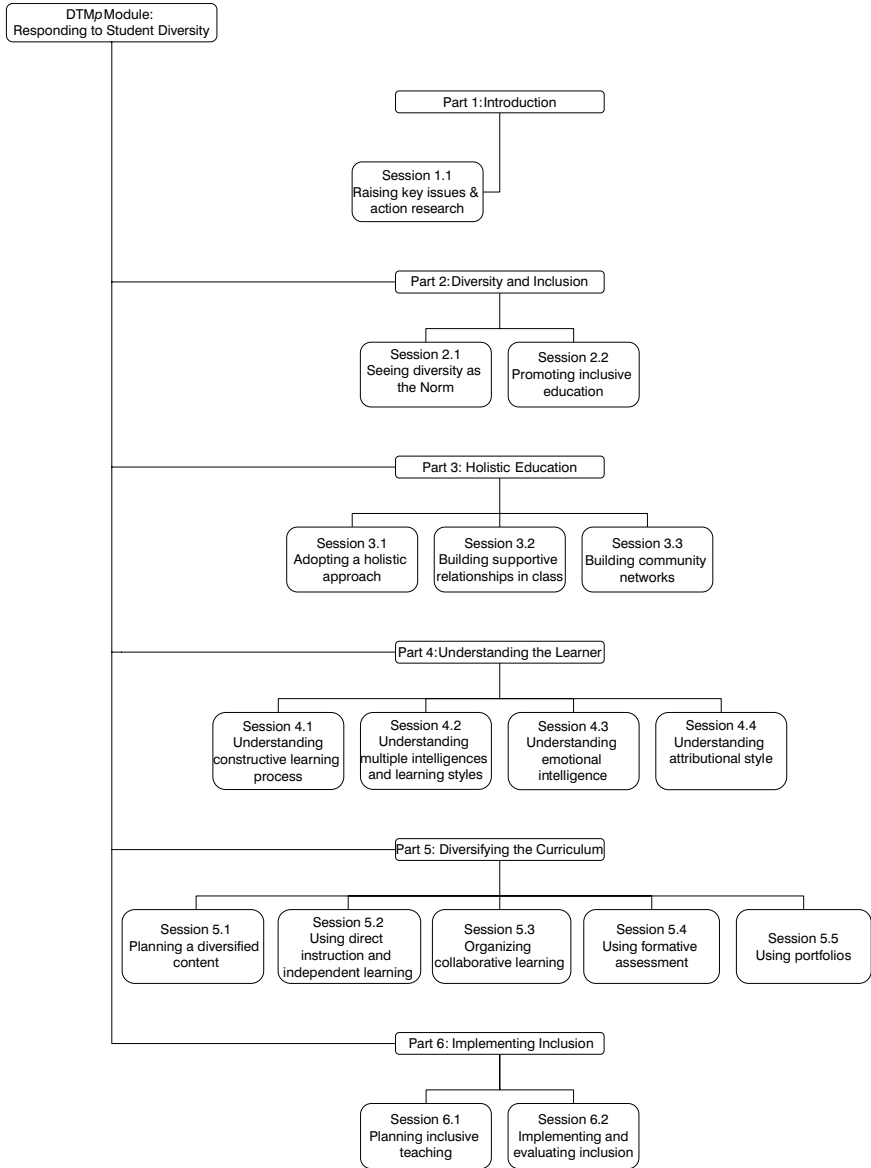 DTMp Module:
Responding to Student Diversity
Part 1: Introduction
Session 1.1
Raising key issues &
action research
Part 2: Diversity and Inclusion
Session 2.1
Seeing diversity as
the Norm
Session 2.2
Promoting inclusive
education
Part 3: Holistic Education
Session 3.1
Adopting a holistic
approach
Session 3.2
Building supportive
relationships in class
Session 3.3
Building community
networks
Part 4: Understanding the Learner
Session 4.1
Understanding
constructive learning
process
Session 4.2
Understanding
multiple intelligences
and learning styles
Session 4.3
Understanding
emotional
intelligence
Session 4.4
Understanding
attributional style
Part 5: Diversifying the Curriculum
Session 5.1
Planning a diversified
content
Session 5.2
Using direct
instruction and
independent learning
Session 5.3
Organizing
collaborative learning
Session 5.4
Using formative
assessment
Session 5.5
Using portfolios
Part 6: Implementing Inclusion
Session 6.1
Planning inclusive
teaching
Session 6.2
Implementing and
evaluating inclusion